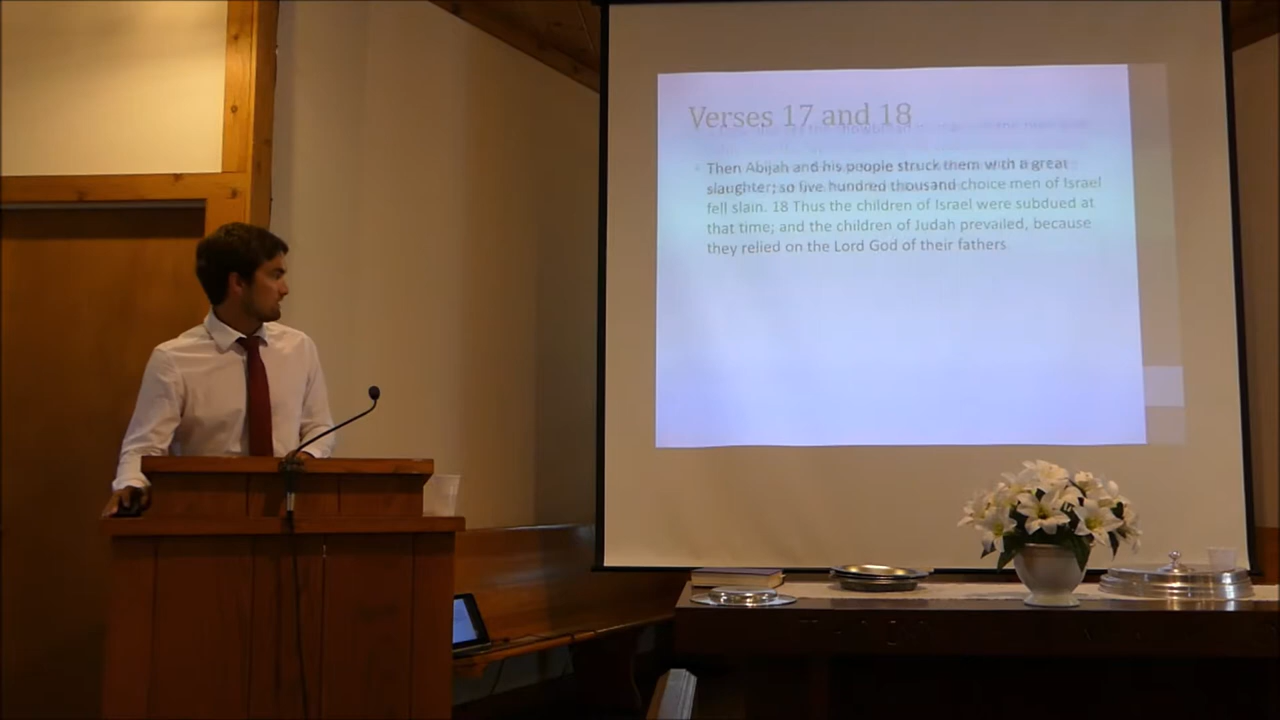 Verses 17 and 18
Then Abijah and his people struck them with a great
slaughter; so five hundred thousand choice men of Israel
fell slain. 18 Thus the children of Israel were subdued at
that time; and the children of Judah prevailed, because
they relied on the Lord God of their fathers